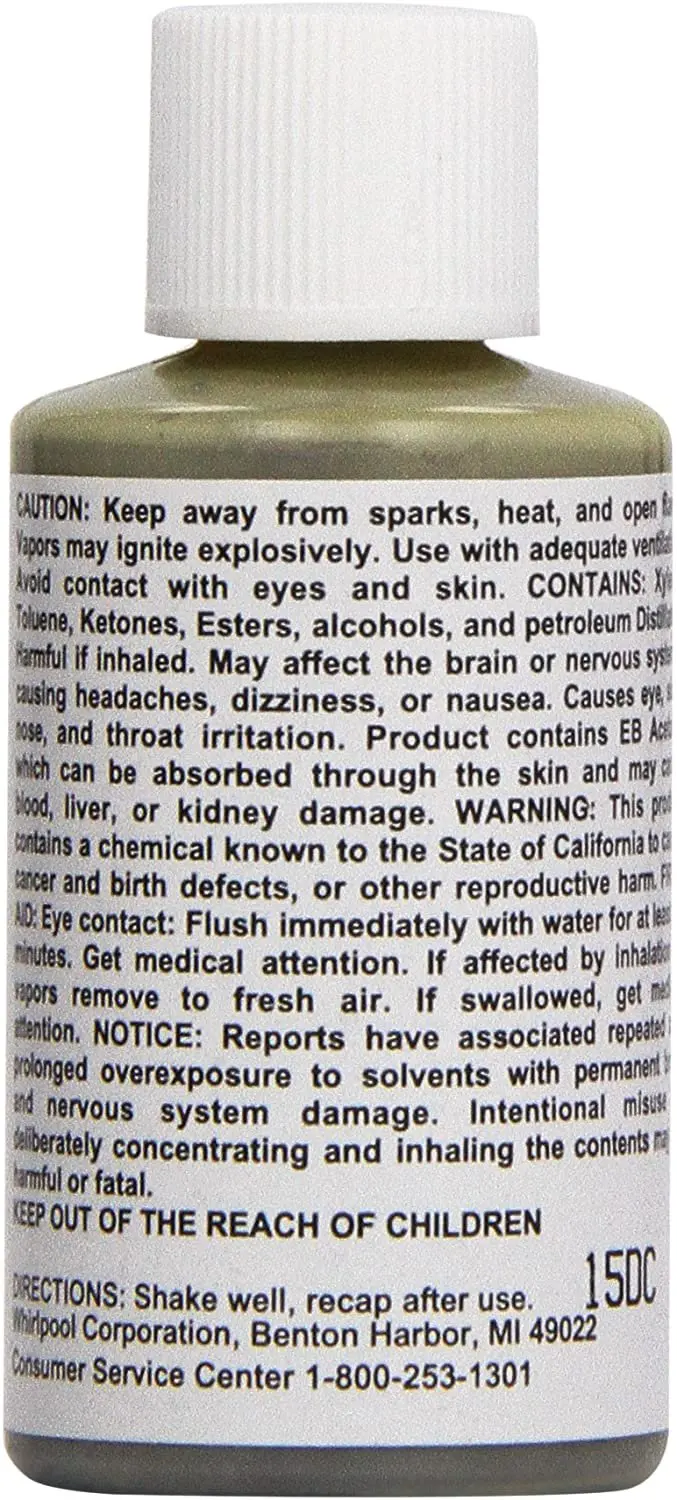 CAUTION: Keep away from sparks, heat, and open
Vapors may ignite explosively. Use with adequate
Avoid contact with eyes and skin. CONTAINS:
Toluene, Ketones, Esters, alcohols, and petroleum
Harmful if inhaled. May affect the brain or nervous
causing headaches, dizziness, or nausea. Causes eye,
nose, and throat irritation. Product contains EB
which can be absorbed through the skin and may
blood, liver, or kidney damage. WARNING: This
contains a chemical known to the State of California to
cancer and birth defects, or other reproductive harm.
AID: Eye contact: Flush immediately with water for at least
minutes. Get medical attention. If affected by inhalation
vapors remove to fresh air. If swallowed, get
attention. NOTICE: Reports have associated repeated
prolonged overexposure to solvents with permanent
and nervous system damage. Intentional misuse
deliberately concentrating and inhaling the contents may
harmful or fatal.
KEEP OUT OF THE REACH OF CHILDREN
15DC
DIRECTIONS: Shake well, recap after use.
Whirlpool Corporation, Benton Harbor, MI 49022
Consumer Service Center 1-800-253-1301